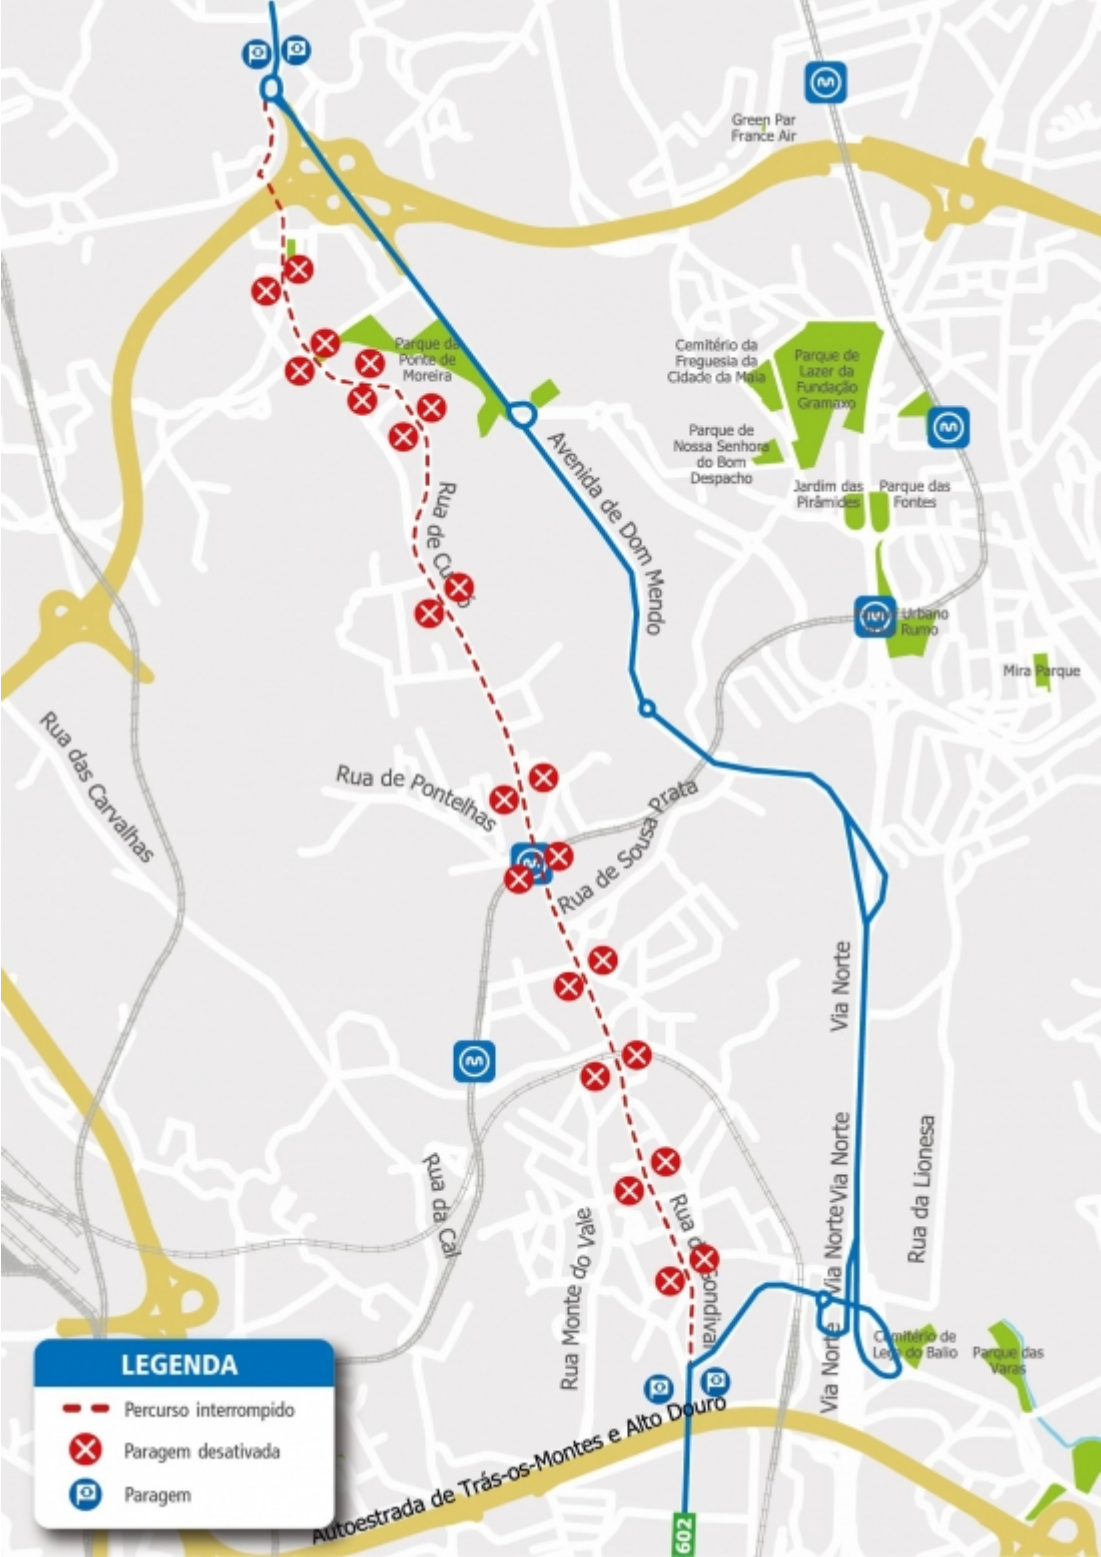 Green Par
France Air
Parque da
Ponte de
Moreira
Cemitério da
Freguesia da
Cidade da Maia
Parque de
Lazer da
Fundação
Gramaxo
Parque de
Nossa Senhora
do Bom
Despacho
Jardim das
Pirâmides
Parque das
Fontes
Avenida de Dom Mendo
Rua de
Urbano
Rumo
Mira Parque
Rua das Carvalhas
Rua de Pontelhas
Rua de Sousa Prata
Via Norte
Via Norte
Via Norte
Via Norte
Rua da Lionesa
Rua da Cal
Rua Monte do Vale
Rua
Gondivai
Cemitério de
Leça do Balio
Parque das
Varas
Autoestrada de Trás-os-Montes e Alto Douro
602
LEGENDA
Percurso interrompido
Paragem desativada
Paragem